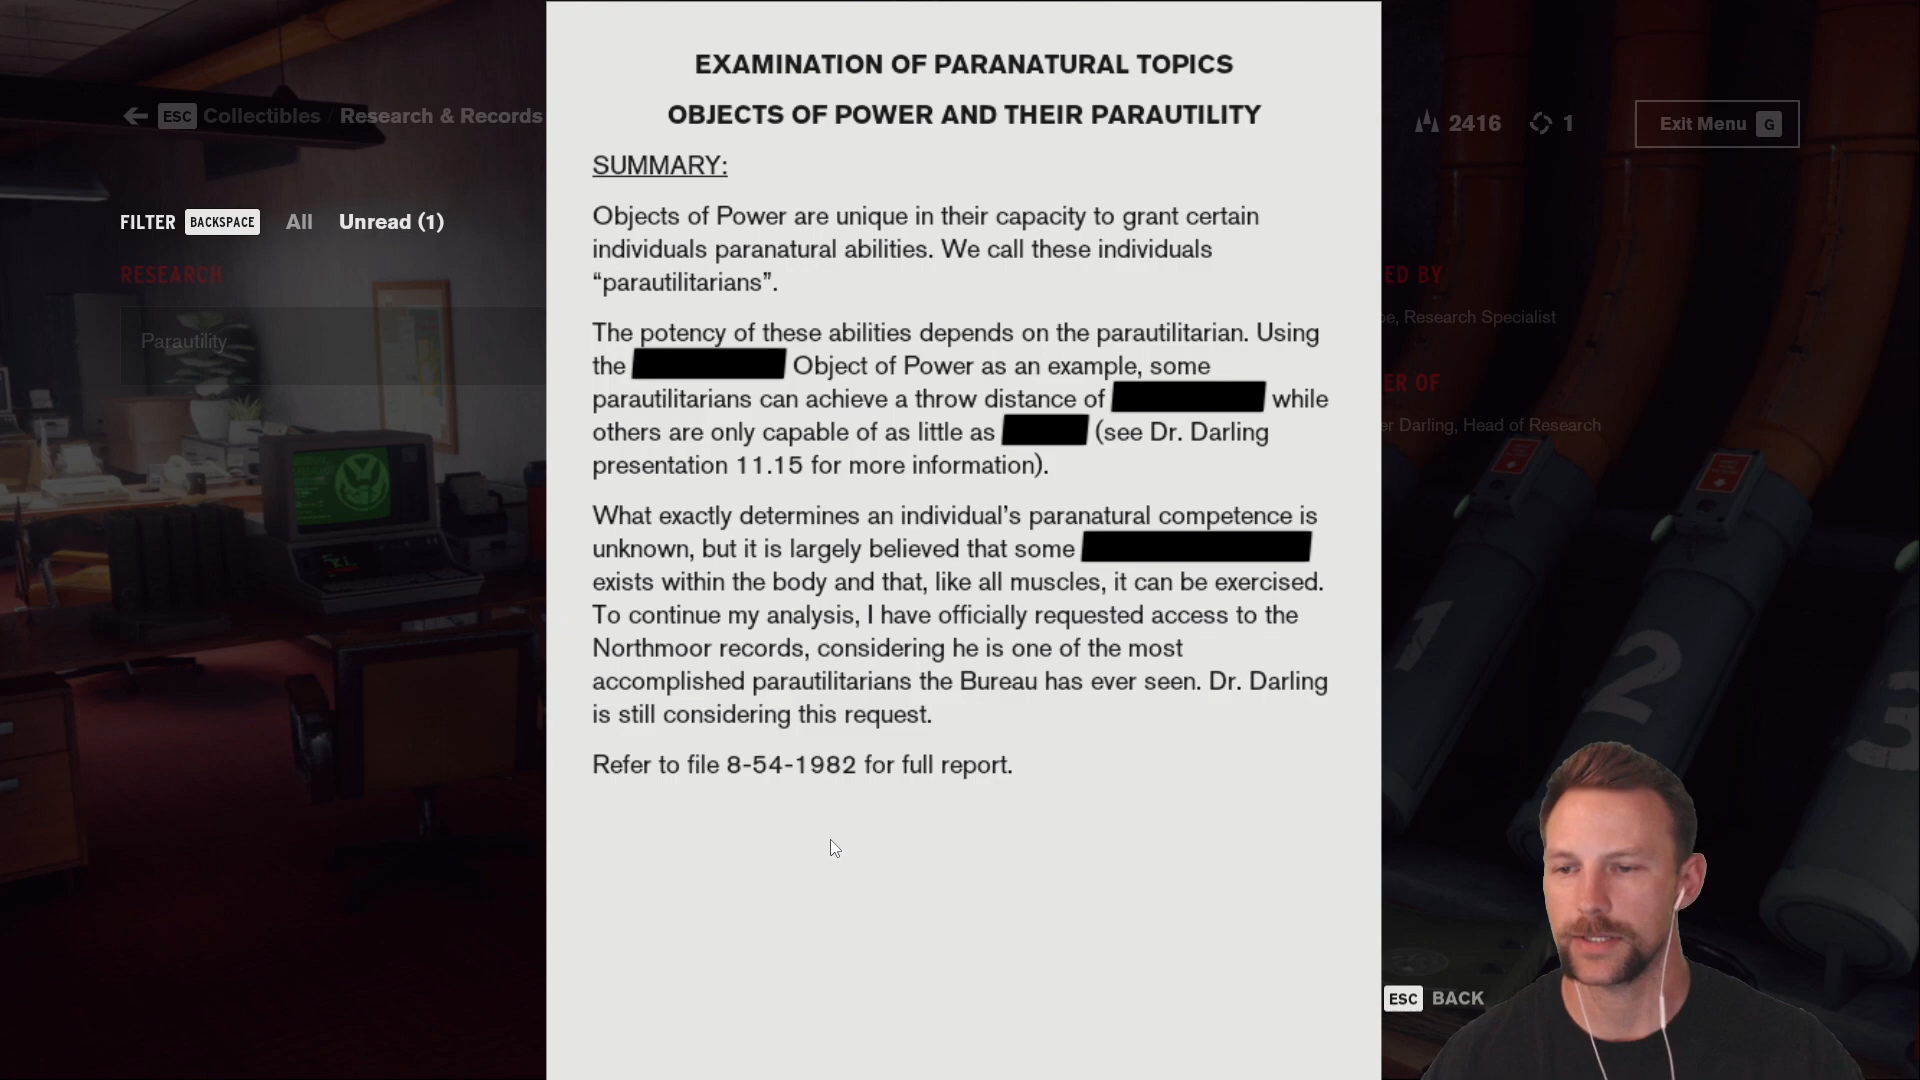 EXAMINATION OF PARANATURAL TOPICS
OBJECTS OF POWER AND THEIR PARAUTILITY
SUMMARY:
Objects of Power are unique in their capacity to grant certain
individuals paranatural abilities. We call these individuals
“parautilitarians”.
The potency of these abilities depends on the parautilitarian. Using
the Object of Power as an example, some
parautilitarians can achieve a throw distance of while
others are only capable of as little as (see Dr. Darling
presentation 11.15 for more information).
What exactly determines an individual’s paranatural competence is
unknown, but it is largely believed that some
exists within the body and that, like all muscles, it can be exercised.
To continue my analysis, I have officially requested access to the
Northmoor records, considering he is one of the most
accomplished parautilitarians the Bureau has ever seen. Dr. Darling
is still considering this request.
Refer to file 8-54-1982 for full report.
ESC Collectibles / Research & Records
FILTER BACKSPACE All Unread (1)
RESEARCH
Parautility
2416 1 Exit Menu G
BY
Research Specialist
OF
Darling, Head of Research
1
2
3
ESC BACK